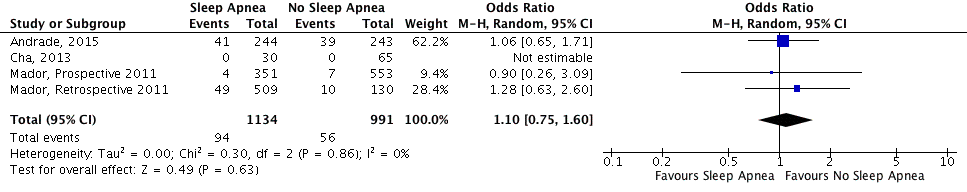 Sleep Apnea No Sleep Apnea Odds Ratio Odds Ratio
Study or Subgroup Events Total Events Total Weight M-H, Random, 95% CI M-H, Random, 95% CI
Andrade, 2015 41 244 39 243 62.2% 1.06 [0.65, 1.71]
Cha, 2013 0 30 0 65 Not estimable
Mador, Prospective 2011 4 351 7 553 9.4% 0.90 [0.26, 3.09]
Mador, Retrospective 2011 49 509 10 130 28.4% 1.28 [0.63, 2.60]
Total (95% CI) 1134 991 100.0% 1.10 [0.75, 1.60]
Total events 94 56
Heterogeneity: Tau² = 0.00; Chi² = 0.30, df = 2 (P = 0.86); I² = 0%
Test for overall effect: Z = 0.49 (P = 0.63)
0.1 0.2 0.5 1 2 5 10
Favours Sleep Apnea Favours No Sleep Apnea